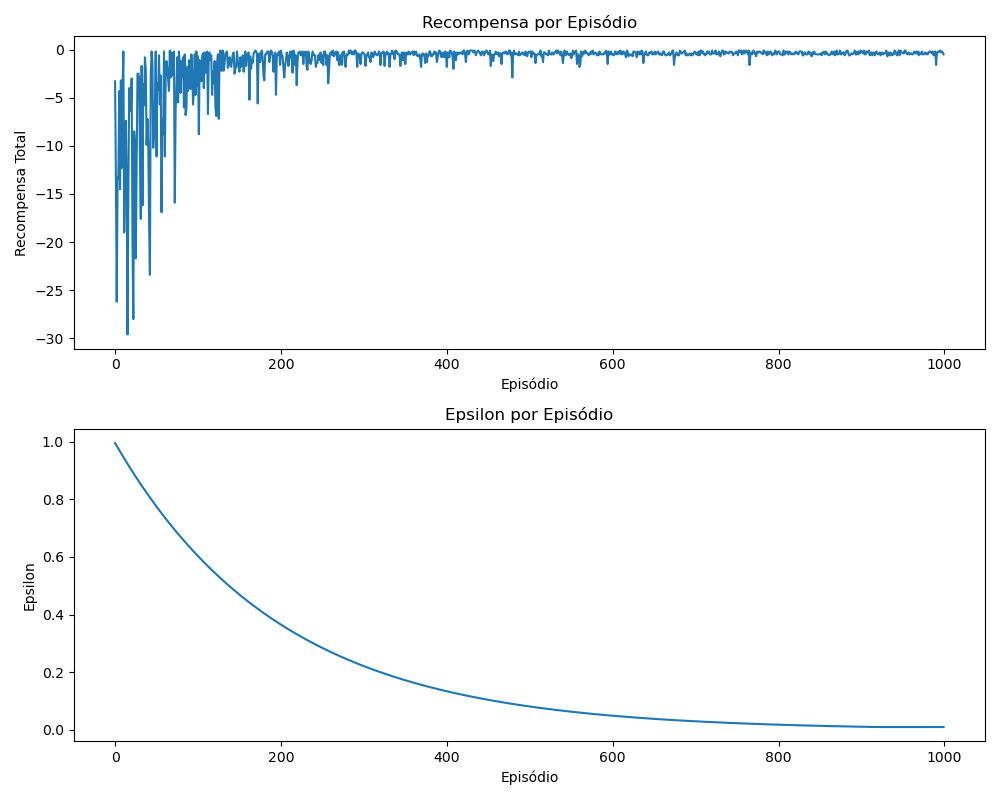 Recompensa por Episódio
Recompensa Total
0
−5
−10
−15
−20
−25
−30
0 200 400 600 800 1000
Episódio
Epsilon por Episódio
Epsilon
1.0
0.8
0.6
0.4
0.2
0.0
0 200 400 600 800 1000
Episódio